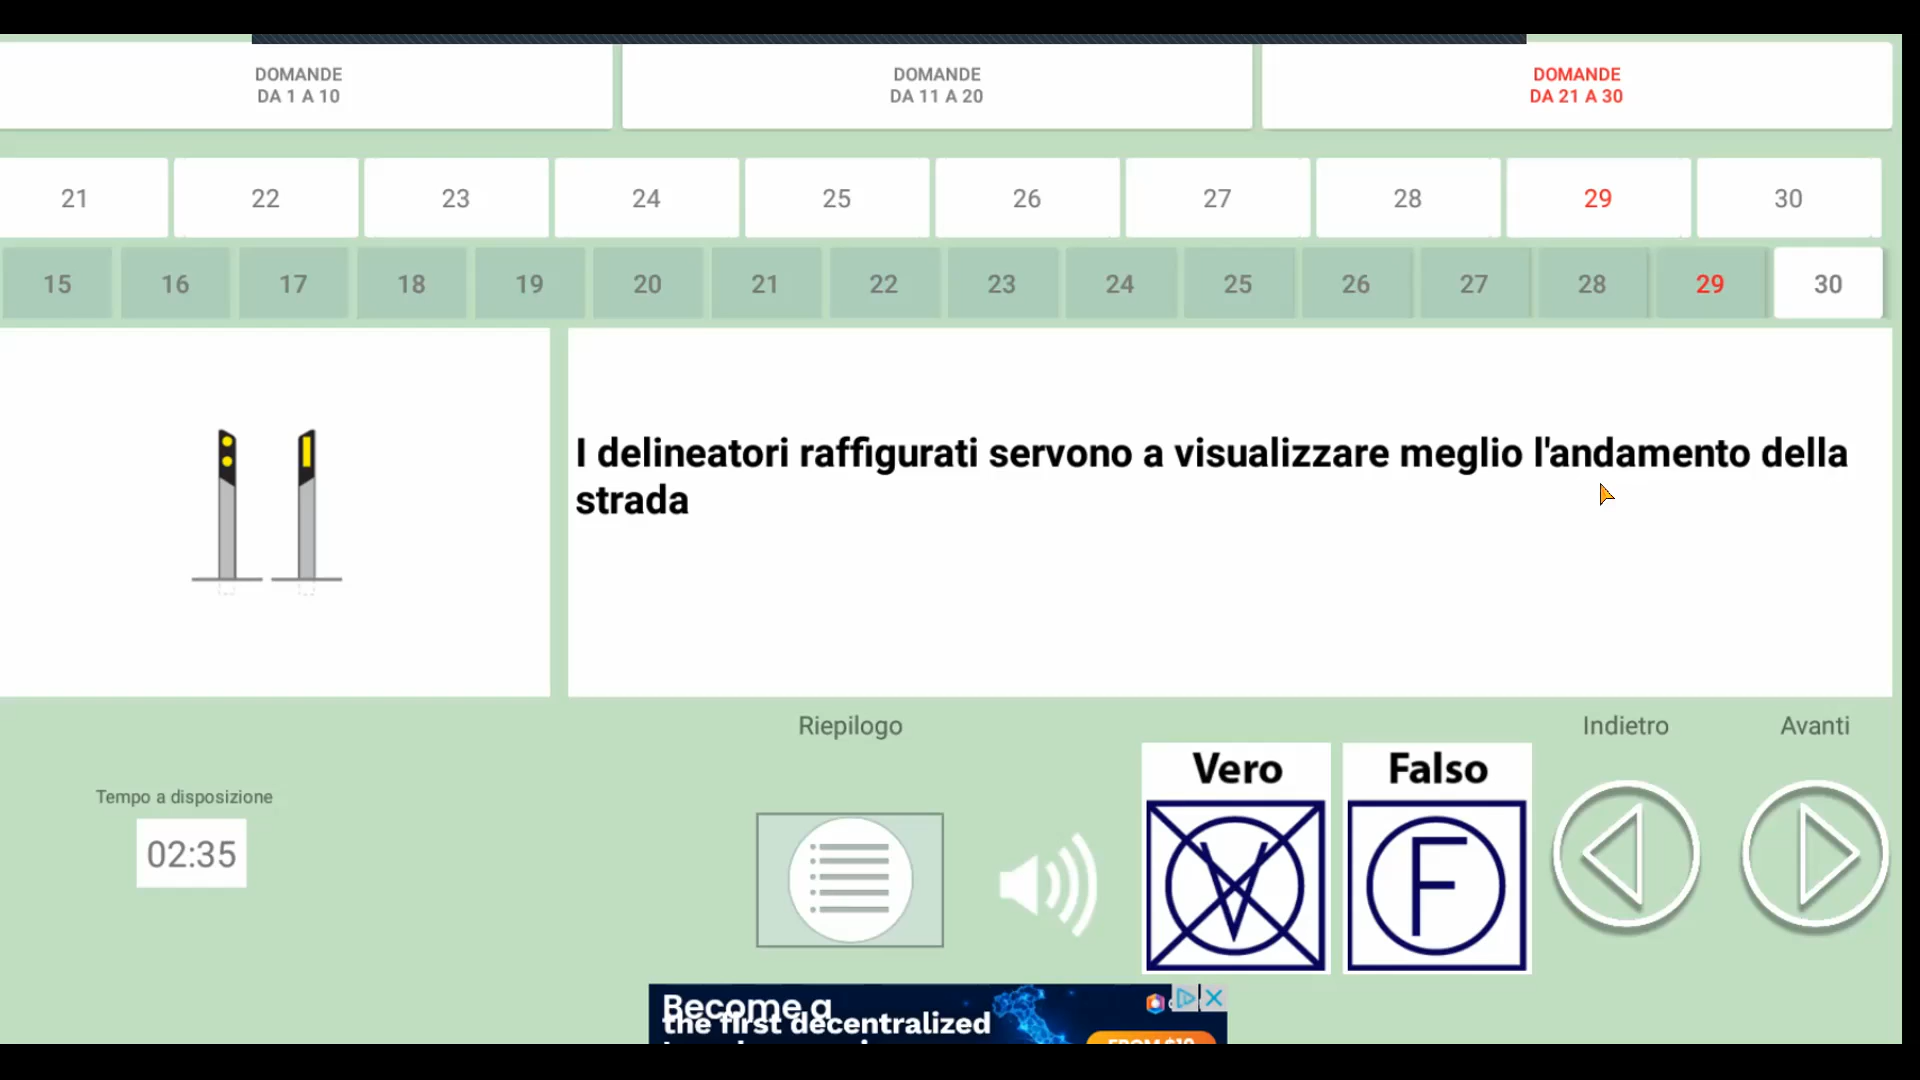 DOMANDE
DA 1 A 10
DOMANDE
DA 11 A 20
DOMANDE
DA 21 A 30
21 22 23 24 25 26 27 28 29 30
15 16 17 18 19 20 21 22 23 24 25 26 27 28 29 30
I delineatori raffigurati servono a visualizzare meglio l'andamento della
strada
Riepilogo
Indietro
Avanti
Tempo a disposizione
02:35
Vero
Falso
V
F
Become a
the first decentralized
FROM $10